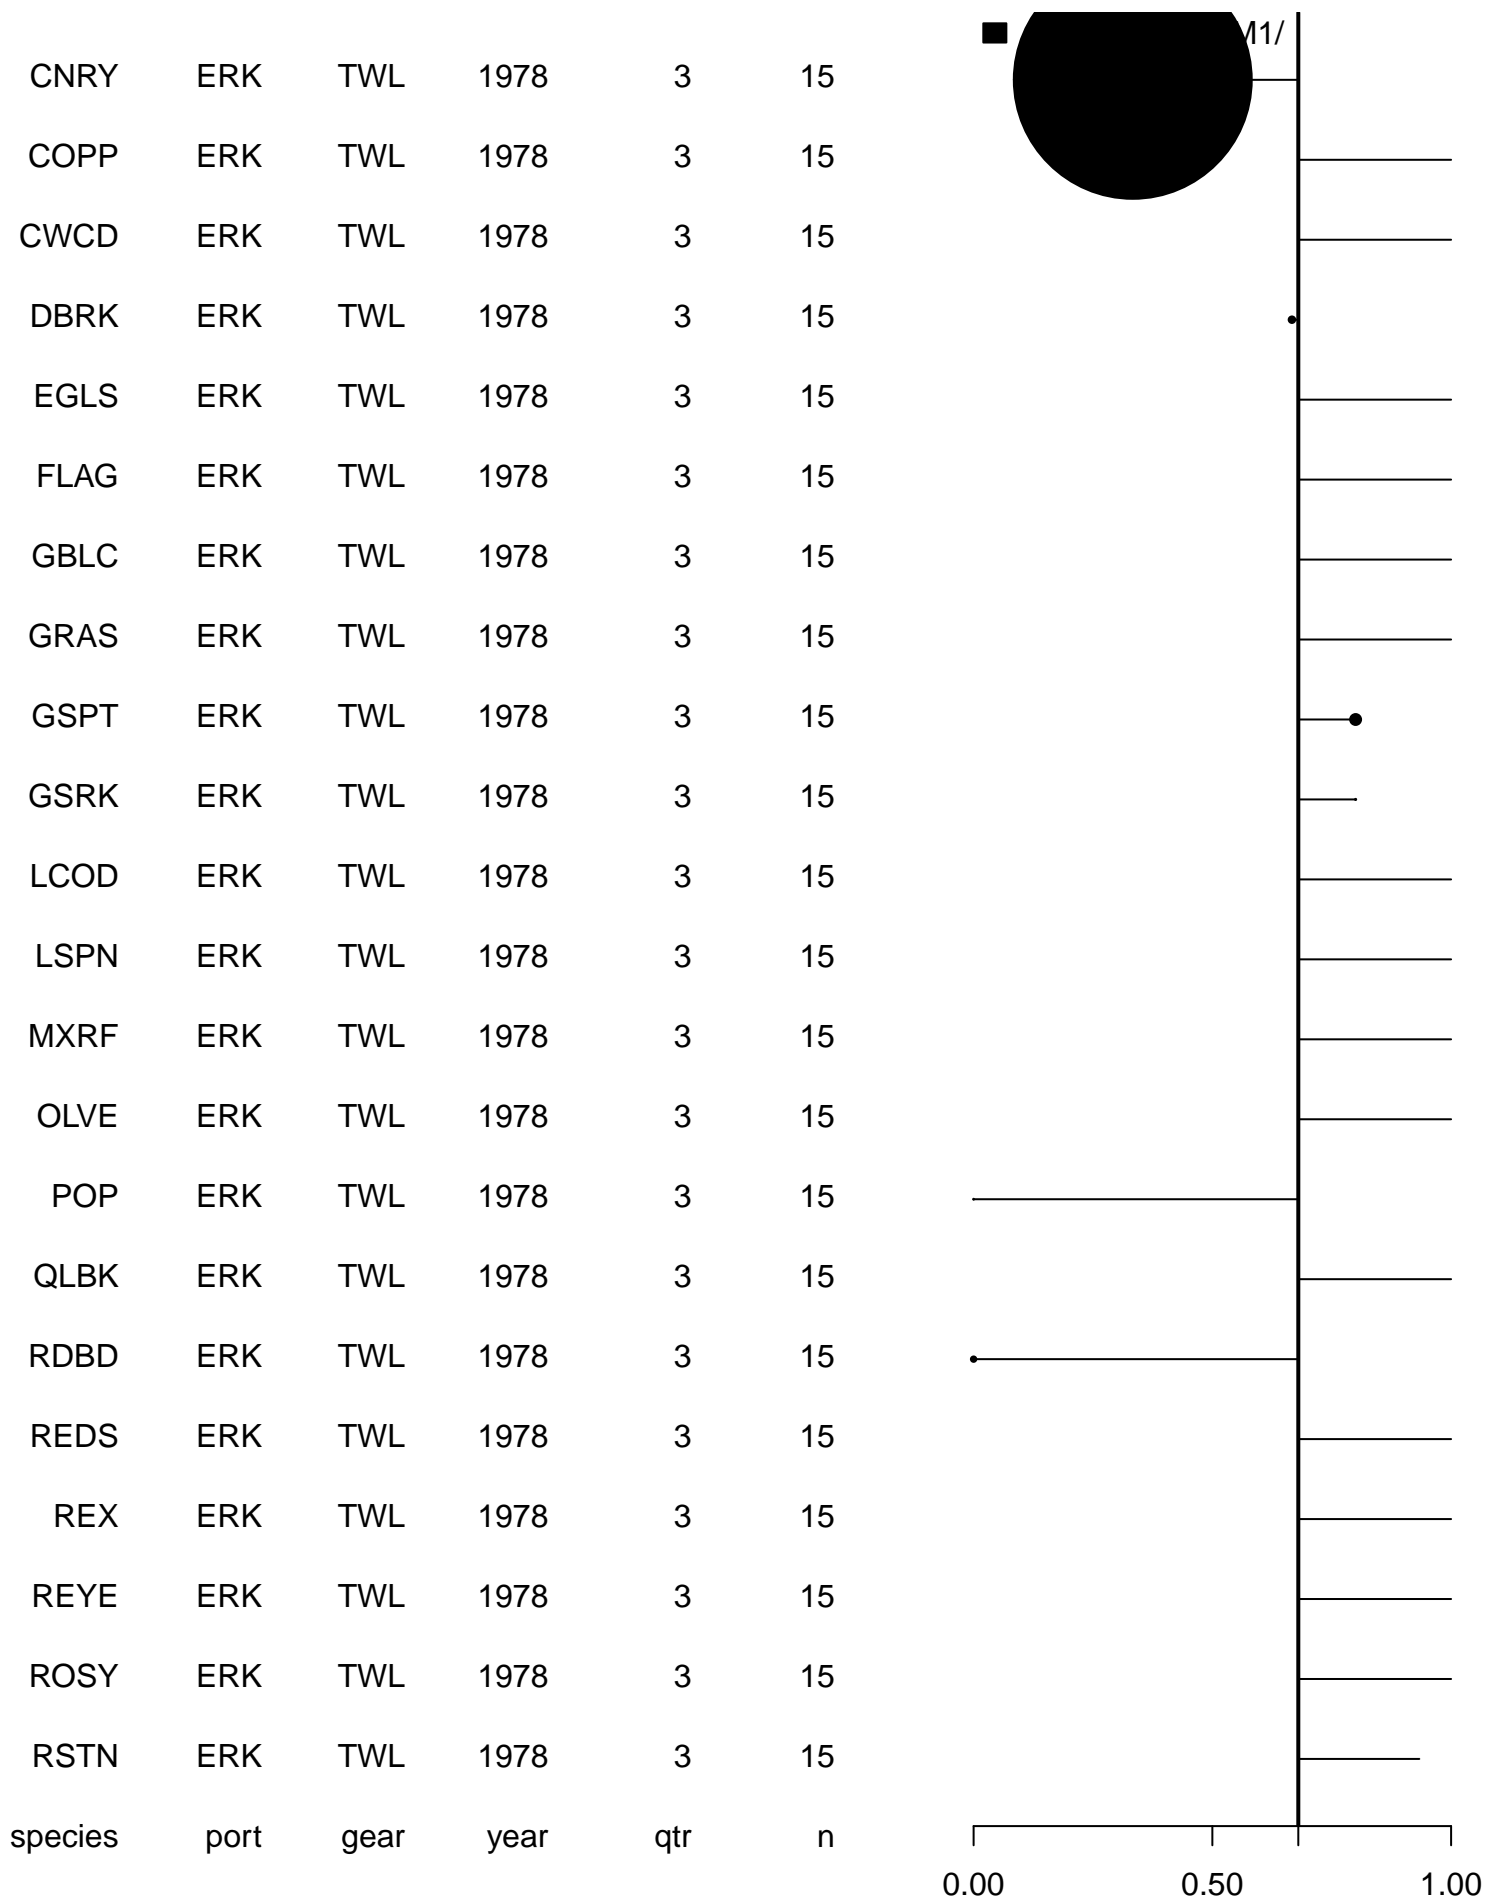 M1/
CNRY ERK TWL 1978 3 15
COPP ERK TWL 1978 3 15
CWCD ERK TWL 1978 3 15
DBRK ERK TWL 1978 3 15
EGLS ERK TWL 1978 3 15
FLAG ERK TWL 1978 3 15
GBLC ERK TWL 1978 3 15
GRAS ERK TWL 1978 3 15
GSPT ERK TWL 1978 3 15
GSRK ERK TWL 1978 3 15
LCOD ERK TWL 1978 3 15
LSPN ERK TWL 1978 3 15
MXRF ERK TWL 1978 3 15
OLVE ERK TWL 1978 3 15
POP ERK TWL 1978 3 15
QLBK ERK TWL 1978 3 15
RDBD ERK TWL 1978 3 15
REDS ERK TWL 1978 3 15
REX ERK TWL 1978 3 15
REYE ERK TWL 1978 3 15
ROSY ERK TWL 1978 3 15
RSTN ERK TWL 1978 3 15
species port gear year qtr n
0.00 0.50 1.00